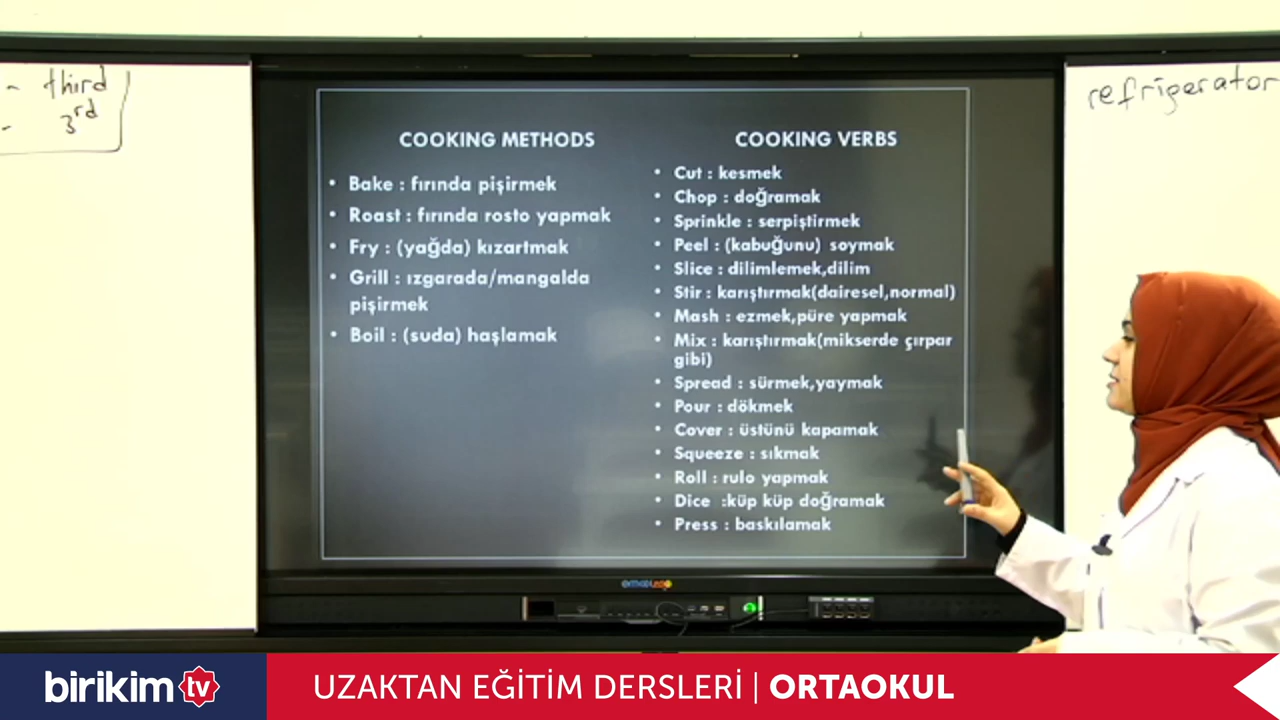 - third
- 3rd
refrigerator
COOKING METHODS
• Bake : fırında pişirmek
• Roast : fırında rosto yapmak
• Fry : (yağda) kızartmak
• Grill : ızgarada/mangalda
pişirmek
• Boil : (suda) haşlamak
COOKING VERBS
• Cut : kesmek
• Chop : doğramak
• Sprinkle : serpiştirmek
• Peel : (kabuğunu) soymak
• Slice : dilimlemek,dilim
• Stir : karıştırmak(dairesel,normal)
• Mash : ezmek,püre yapmak
• Mix : karıştırmak(mikserde çırpar
gibi)
• Spread : sürmek,yaymak
• Pour : dökmek
• Cover : üstünü kapamak
• Squeeze : sıkmak
• Roll : rulo yapmak
• Dice :küp küp doğramak
• Press : baskılamak
birikim tv
UZAKTAN EĞİTİM DERSLERİ | ORTAOKUL